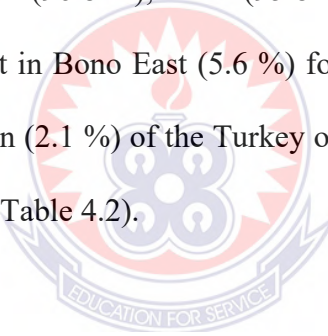 t in Bono East (5.6 %) fo
n (2.1 %) of the Turkey o
Table 4.2).
EDUCATION FOR SERVICE